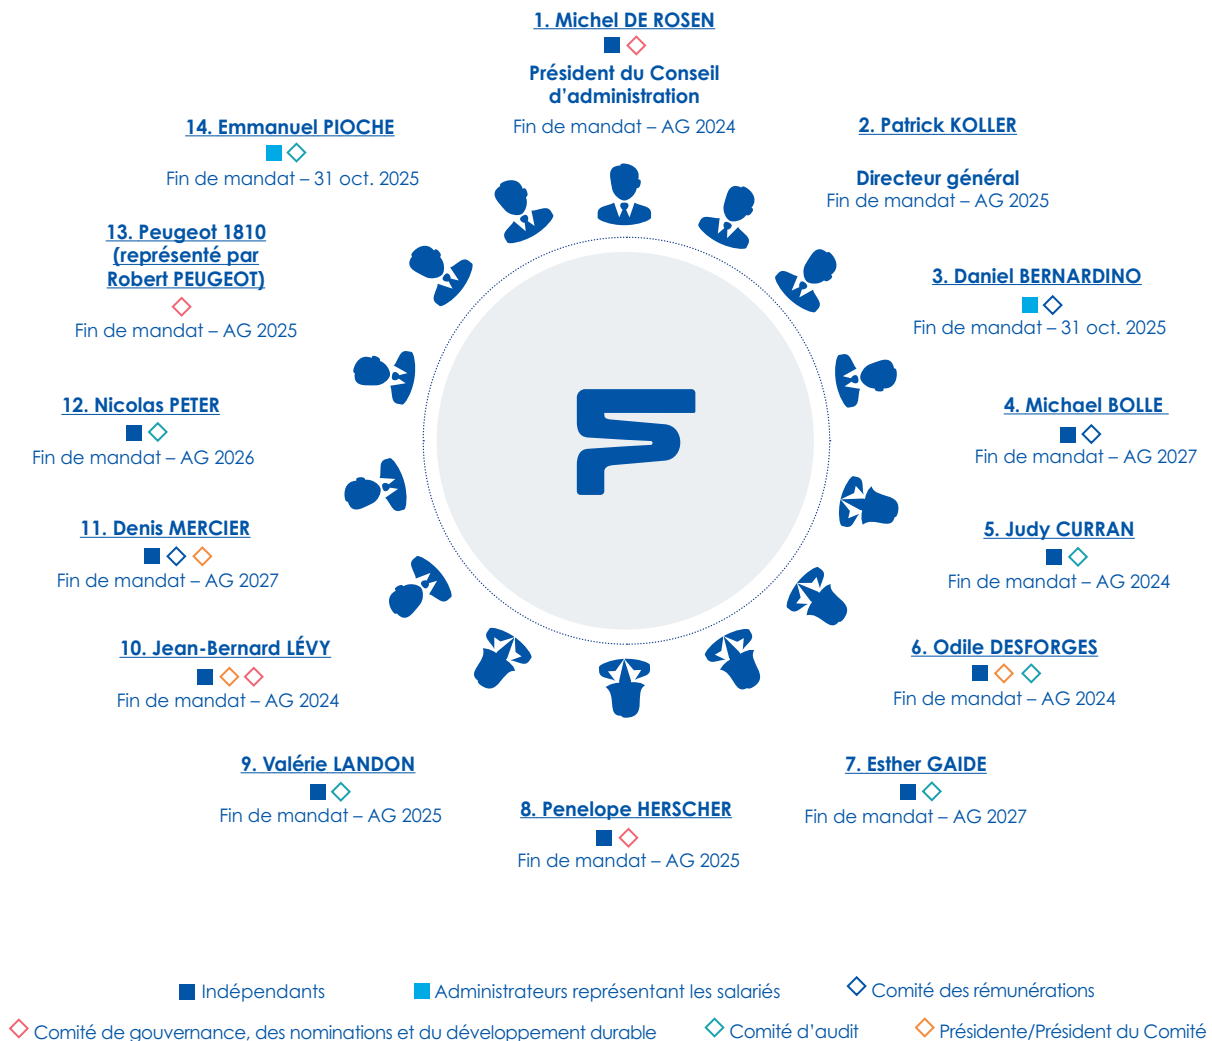 1. Michel DE ROSEN
Président du Conseil
d'administration
Fin de mandat – AG 2024
2. Patrick KOLLER
Directeur général
Fin de mandat – AG 2025
3. Daniel BERNARDINO
Fin de mandat – 31 oct. 2025
4. Michael BOLLE
Fin de mandat – AG 2027
5. Judy CURRAN
Fin de mandat – AG 2024
6. Odile DESFORGES
Fin de mandat – AG 2024
7. Esther GAIDE
Fin de mandat – AG 2027
8. Penelope HERSCHER
Fin de mandat – AG 2025
9. Valérie LANDON
Fin de mandat – AG 2025
10. Jean-Bernard LÉVY
Fin de mandat – AG 2024
11. Denis MERCIER
Fin de mandat – AG 2027
12. Nicolas PETER
Fin de mandat – AG 2026
13. Peugeot 1810
(représenté par
Robert PEUGEOT)
Fin de mandat – AG 2025
14. Emmanuel PIOCHE
Fin de mandat – 31 oct. 2025
Indépendants
Administrateurs représentant les salariés
Comité des rémunérations
Comité de gouvernance, des nominations et du développement durable
Comité d'audit
Présidente/Président du Comité